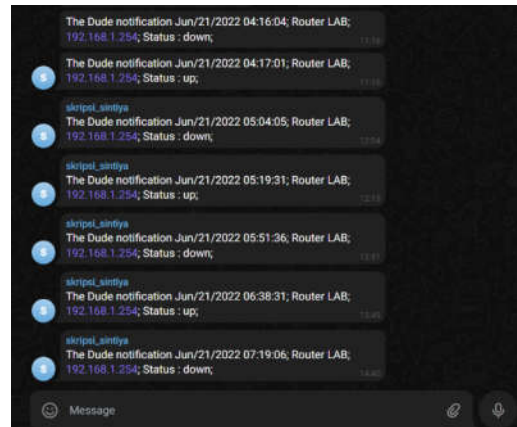 The Dude notification Jun/21/2022 04:16:04; Router LAB;
192.168.1.254; Status : down;
The Dude notification Jun/21/2022 04:17:01; Router LAB;
192.168.1.254; Status : up;
S
skripsi_sintiya
The Dude notification Jun/21/2022 05:04:05; Router LAB;
192.168.1.254; Status : down;
S
skripsi_sintiya
The Dude notification Jun/21/2022 05:19:31; Router LAB;
192.168.1.254; Status : up;
S
skripsi_sintiya
The Dude notification Jun/21/2022 05:51:36; Router LAB;
192.168.1.254; Status : down;
S
skripsi_sintiya
The Dude notification Jun/21/2022 06:38:31; Router LAB;
192.168.1.254; Status : up;
S
skripsi_sintiya
The Dude notification Jun/21/2022 07:19:06; Router LAB;
192.168.1.254; Status : down;
S
Message